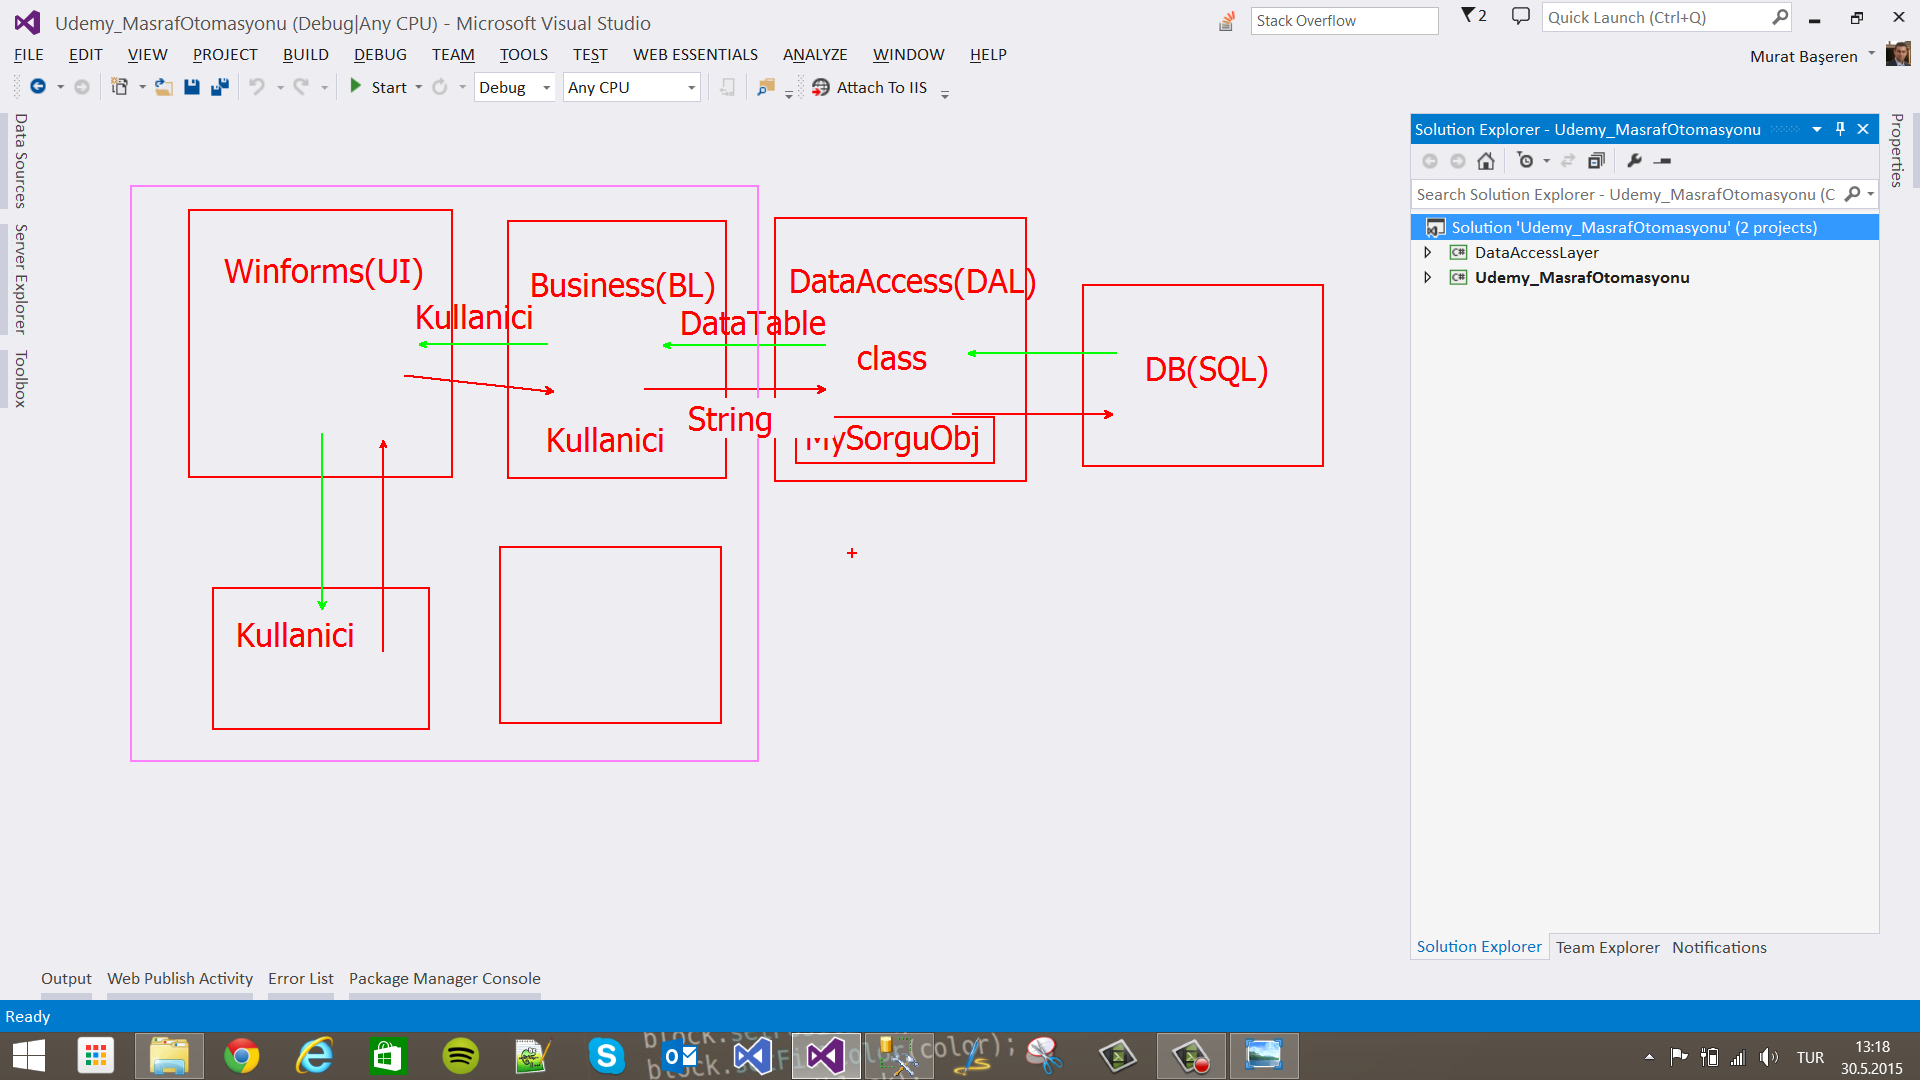 Udemy_MasrafOtomasyonu (Debug|Any CPU) - Microsoft Visual Studio
Stack Overflow
2
Quick Launch (Ctrl+Q)
FILE EDIT VIEW PROJECT BUILD DEBUG TEAM TOOLS TEST WEB ESSENTIALS ANALYZE WINDOW HELP
Murat Başeren
Start Debug Any CPU Attach To IIS
Data Sources
Server Explorer
Toolbox
Winforms(UI)
Business(BL)
DataAccess(DAL)
Kullanici
DataTable
class
DB(SQL)
String
Kullanici
MySorguObj
Kullanici
Solution Explorer - Udemy_MasrafOtomasyonu
Search Solution Explorer - Udemy_MasrafOtomasyonu (C
Solution 'Udemy_MasrafOtomasyonu' (2 projects)
DataAccessLayer
Udemy_MasrafOtomasyonu
Properties
Solution Explorer Team Explorer Notifications
Output Web Publish Activity Error List Package Manager Console
Ready
TUR
13:18
30.5.2015